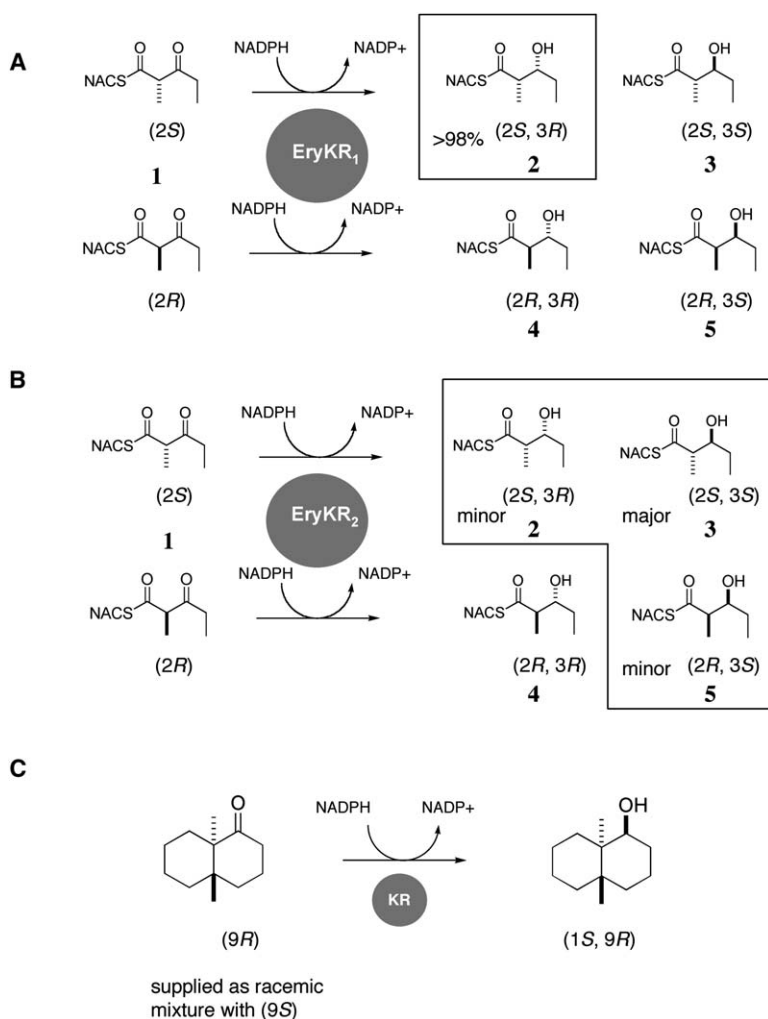 A
O O
NADPH NADP+
O OH
O OH
NACS
NACS
NACS
(2S)
EryKR1
>98%
(2S, 3R)
(2S, 3S)
1
2
3
NADPH NADP+
O O
O OH
O OH
NACS
NACS
NACS
(2R)
(2R, 3R)
(2R, 3S)
4
5
B
O O
NADPH NADP+
O OH
O OH
NACS
NACS
NACS
(2S)
EryKR2
minor (2S, 3R)
major (2S, 3S)
1
2
3
NADPH NADP+
O O
O OH
O OH
NACS
NACS
NACS
(2R)
(2R, 3R)
minor (2R, 3S)
4
5
C
O
NADPH NADP+
OH
KR
(9R)
(1S, 9R)
supplied as racemic
mixture with (9S)